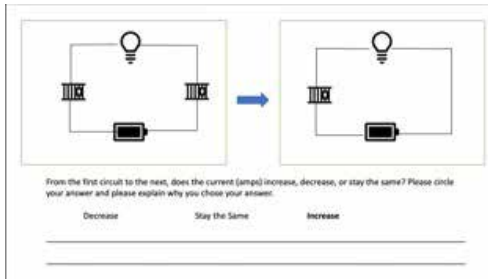 From the first circuit to the next, does the current (amps) increase, decrease, or stay the same? Please circle
your answer and please explain why you chose your answer.
Decrease Stay the Same Increase